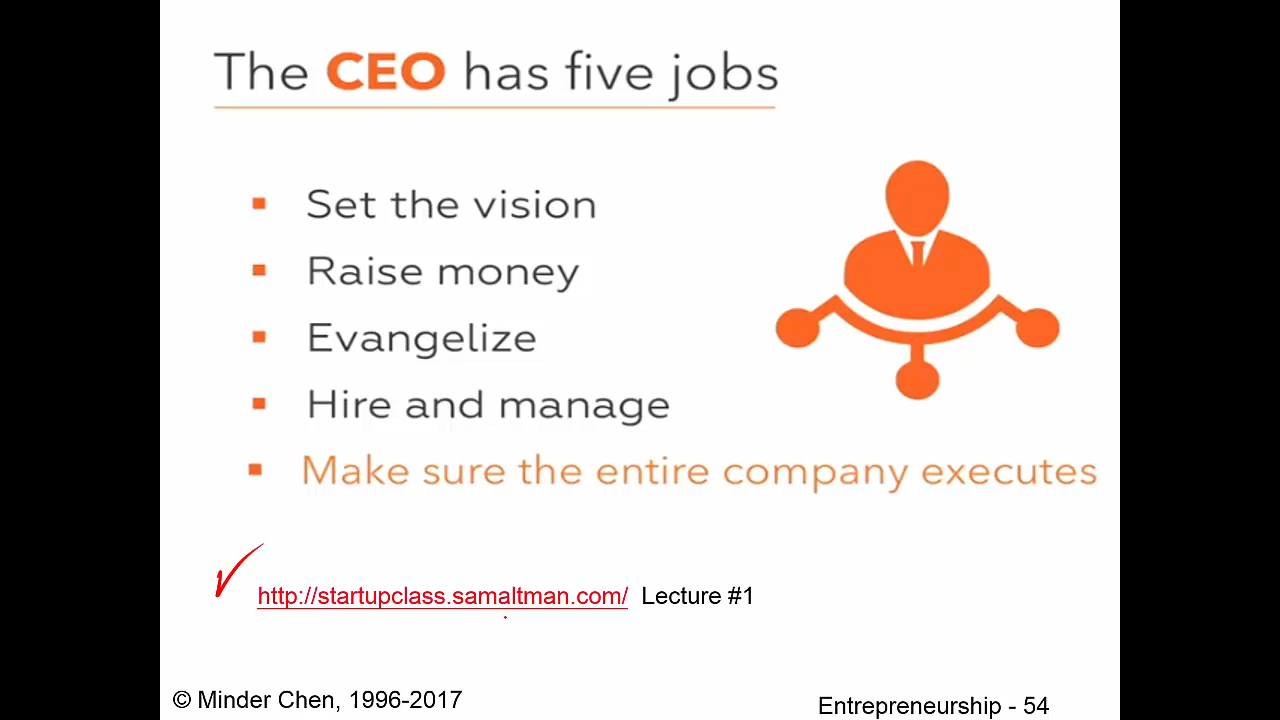 The CEO has five jobs
▪ Set the vision
▪ Raise money
▪ Evangelize
▪ Hire and manage
▪ Make sure the entire company executes
http://startupclass.samaltman.com/ Lecture #1
© Minder Chen, 1996-2017
Entrepreneurship - 54